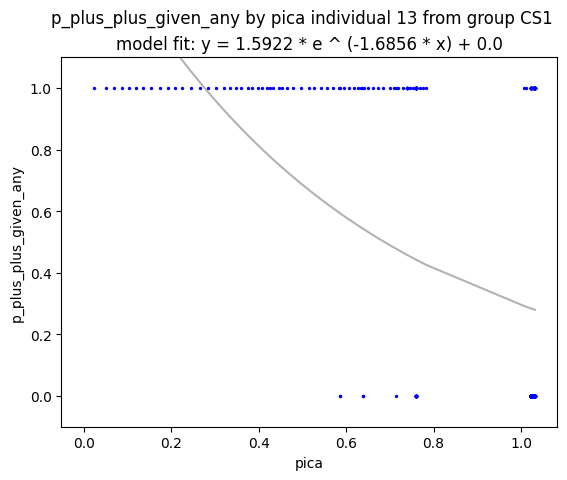 p_plus_plus_given_any by pica individual 13 from group CS1
model fit: y = 1.5922 * e ^ (-1.6856 * x) + 0.0
1.0
0.8
0.6
0.4
0.2
0.0
p_plus_plus_given_any
0.0 0.2 0.4 0.6 0.8 1.0
pica